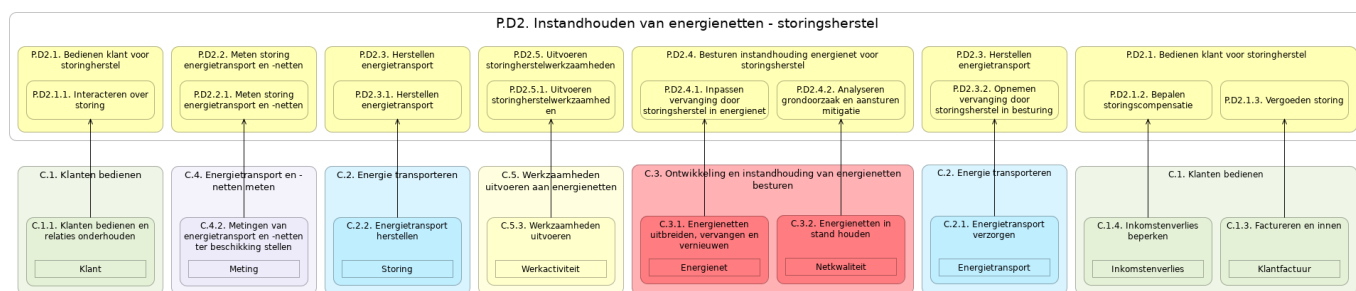 P.D2. Instandhouden van energienetten - storingsherstel
P.D2.1. Bedienen klant voor
storingherstel
P.D2.1.1. Interacteren over
storing
P.D2.2. Meten storing
energietransport en -netten
P.D2.2.1. Meten storing
energietransport en -netten
P.D2.3. Herstellen
energietransport
P.D2.3.1. Herstellen
energietransport
P.D2.5. Uitvoeren
storingherstelwerkzaamheden
P.D2.5.1. Uitvoeren
storingherstelwerkzaamhed
en
P.D2.4. Besturen instandhouding energienet voor
storingsherstel
P.D2.4.1. Inpassen
vervanging door
storingsherstel in energienet
P.D2.4.2. Analyseren
grondoorzaak en aansturen
mitigatie
P.D2.3. Herstellen
energietransport
P.D2.3.2. Opnemen
vervanging door
storingsherstel in besturing
P.D2.1. Bedienen klant voor storingherstel
P.D2.1.2. Bepalen
storingscompensatie
P.D2.1.3. Vergoeden storing
C.1. Klanten bedienen
C.1.1. Klanten bedienen en
relaties onderhouden
Klant
C.4. Energietransport en -
netten meten
C.4.2. Metingen van
energietransport en -netten
ter beschikking stellen
Meting
C.2. Energie transporteren
C.2.2. Energietransport
herstellen
Storing
C.5. Werkzaamheden
uitvoeren aan energienetten
C.5.3. Werkzaamheden
uitvoeren
Werkactiviteit
C.3. Ontwikkeling en instandhouding van energienetten
besturen
C.3.1. Energienetten
uitbreiden, vervangen en
vernieuwen
Energienet
C.3.2. Energienetten in
stand houden
Netkwaliteit
C.2. Energie transporteren
C.2.1. Energietransport
verzorgen
Energietransport
C.1. Klanten bedienen
C.1.4. Inkomstenverlies
beperken
Inkomstenverlies
C.1.3. Factureren en innen
Klantfactuur